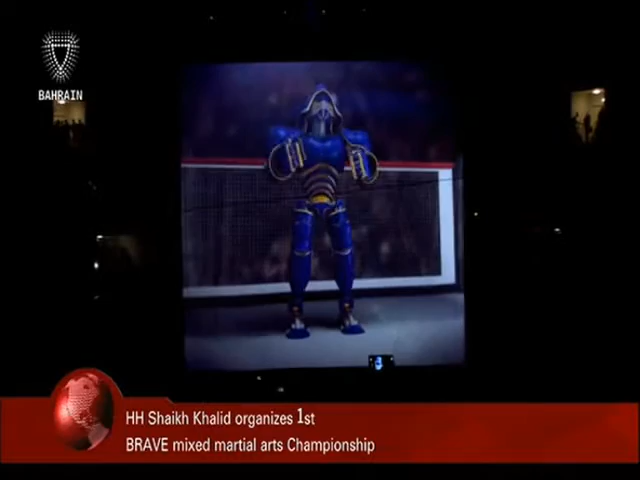 BAHRAIN
HH Shaikh Khalid organizes 1st
BRAVE mixed martial arts Championship